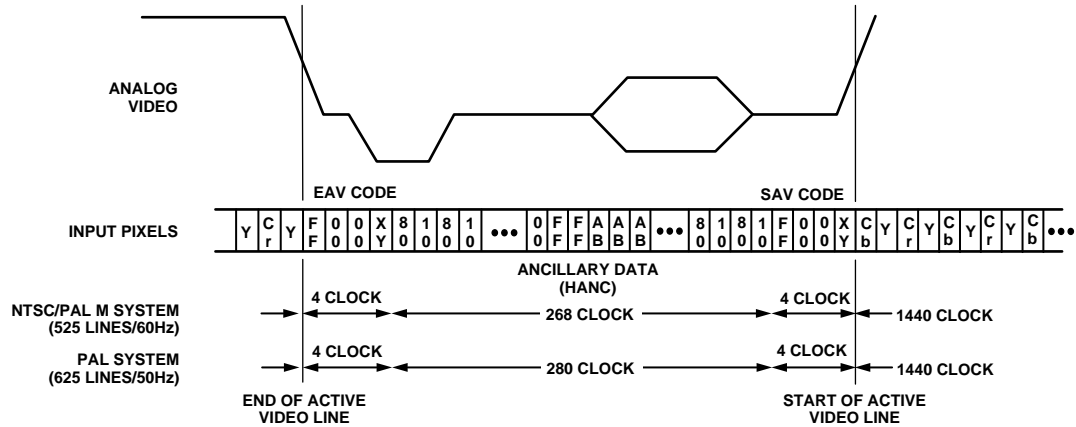 ANALOG
VIDEO
EAV CODE
SAV CODE
INPUT PIXELS
Y Cr Y FF 00 00 XY 80 10 80 10 ••• 00 FF FF AB AB AB ••• 80 10 80 10 FF 00 00 XY Cb Y Cr Y Cb Y Cr Y Cb •••
ANCILLARY DATA
(HANC)
NTSC/PAL M SYSTEM
(525 LINES/60Hz)
4 CLOCK
268 CLOCK
4 CLOCK
1440 CLOCK
PAL SYSTEM
(625 LINES/50Hz)
4 CLOCK
280 CLOCK
4 CLOCK
1440 CLOCK
END OF ACTIVE
VIDEO LINE
START OF ACTIVE
VIDEO LINE